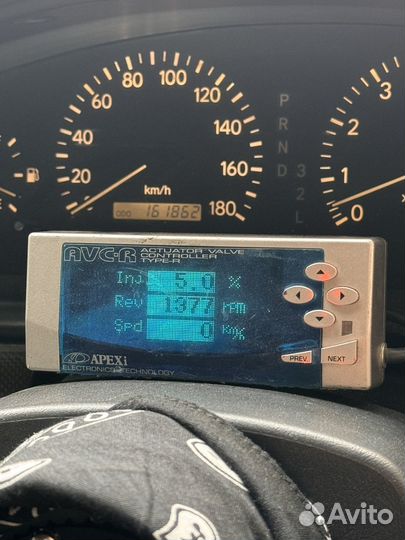 60 80 100 120
40 140
20 160
km/h
ODO 161862 180
P
R
N
D 3
2
L
3
2
1
0
AVC-R ACTUATOR VALVE
CONTROLLER
TYPE-R
Inj 5.0 %
Rev 1377 rpm
Spd 0 Km/h
PREV NEXT
APEXi
ELECTRONICS TECHNOLOGY
Avito